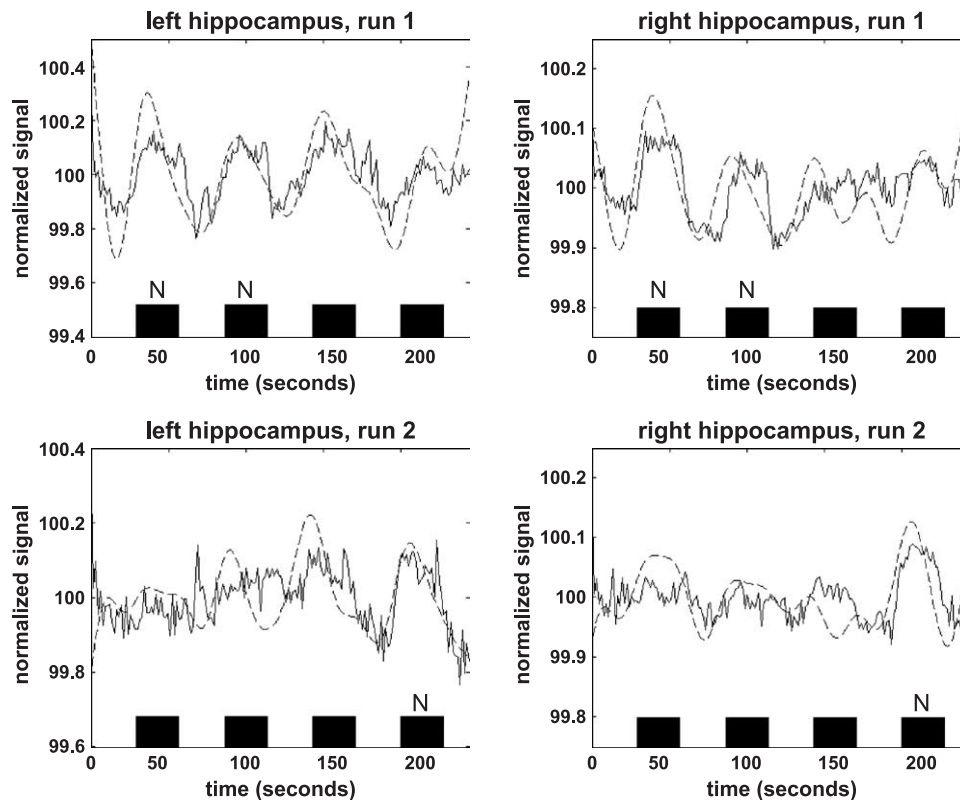 left hippocampus, run 1
normalized signal
100.4
100.2
100
99.8
99.6
99.4
N
N
0
50
100
150
200
time (seconds)
right hippocampus, run 1
normalized signal
100.2
100.1
100
99.9
99.8
N
N
0
50
100
150
200
time (seconds)
left hippocampus, run 2
normalized signal
100.4
100.2
100
99.8
99.6
N
0
50
100
150
200
time (seconds)
right hippocampus, run 2
normalized signal
100.2
100.1
100
99.9
99.8
N
0
50
100
150
200
time (seconds)